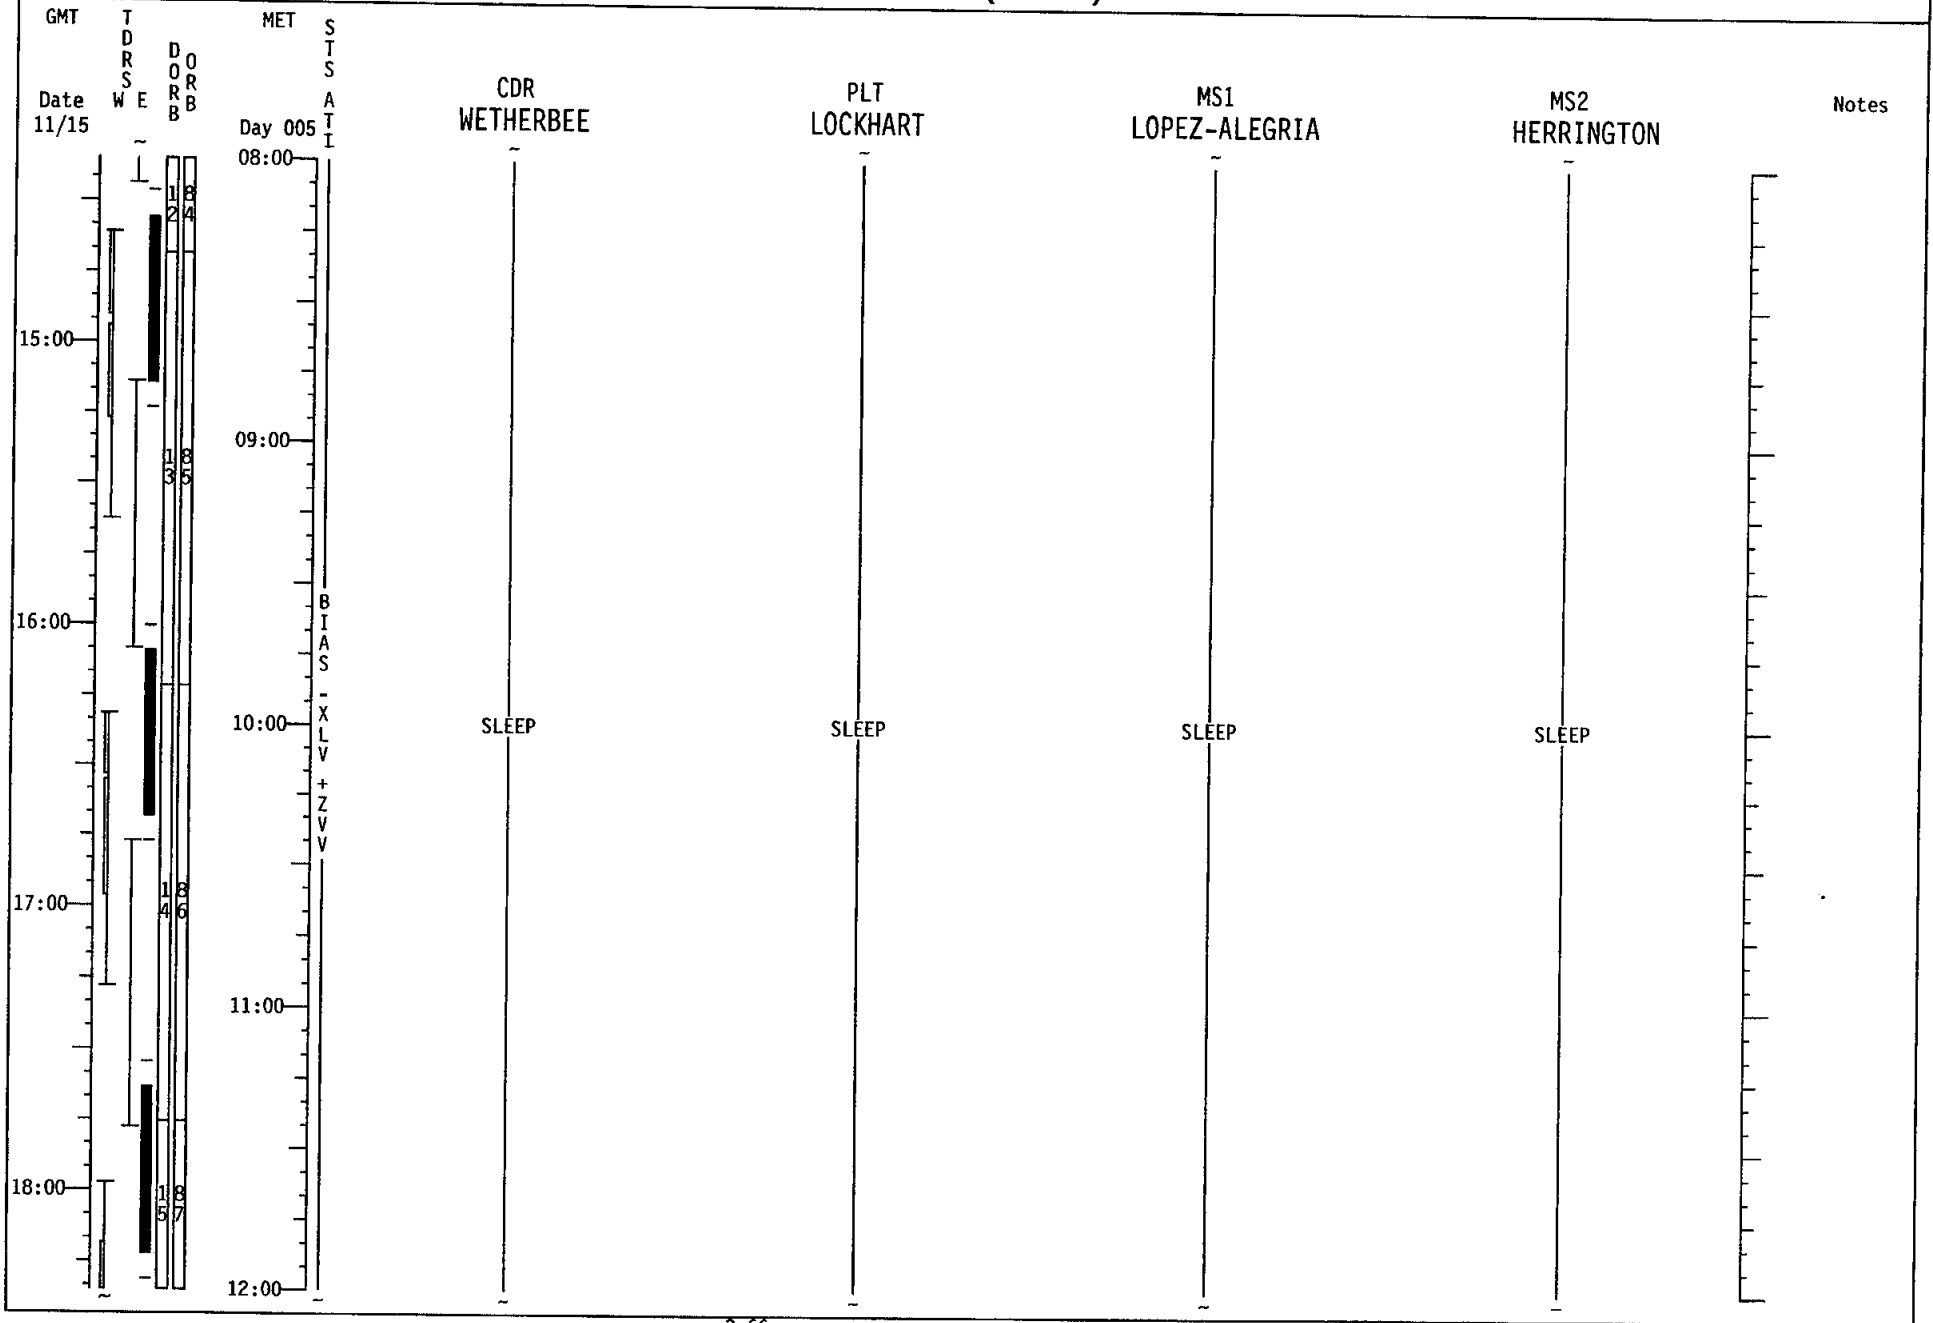 GMT
TDRS
W E
DORB
ORB
MET
STS ATT
Date
11/15
Day 005
CDR
WETHERBEE
PLT
LOCKHART
MS1
LOPEZ-ALEGRIA
MS2
HERRINGTON
Notes
08:00
12
84
15:00
09:00
13
85
16:00
BIAS -XLV +ZVV
10:00
SLEEP
SLEEP
SLEEP
SLEEP
14
86
17:00
11:00
18:00
15
87
12:00